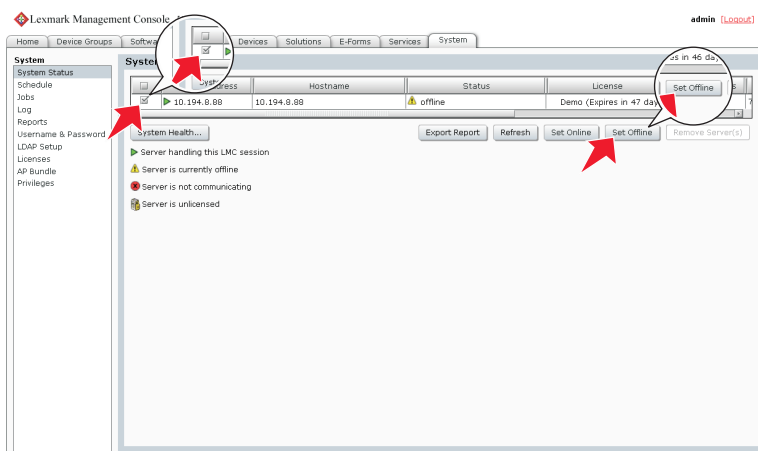 Lexmark Management Console
admin [Logout]
Home Device Groups Softwa Devices Solutions E-Forms Services System
System
System Status
Schedule
Jobs
Log
Reports
Username & Password
LDAP Setup
Licenses
AP Bundle
Privileges
System
Address Hostname Status License
10.194.8.88 10.194.8.88 offline Demo (Expires in 47 day
es in 46 day
Set Offline
System Health... Export Report Refresh Set Online Set Offline Remove Server(s)
Server handling this LMC session
Server is currently offline
Server is not communicating
Server is unlicensed